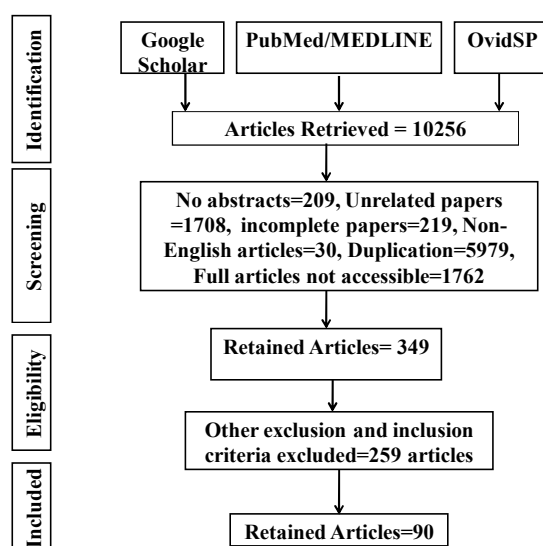 Identification
Google
Scholar
PubMed/MEDLINE
OvidSP
Articles Retrieved = 10256
Screening
No abstracts=209, Unrelated papers
=1708, incomplete papers=219, Non-
English articles=30, Duplication=5979,
Full articles not accessible=1762
Eligibility
Retained Articles= 349
Other exclusion and inclusion
criteria excluded=259 articles
Included
Retained Articles=90